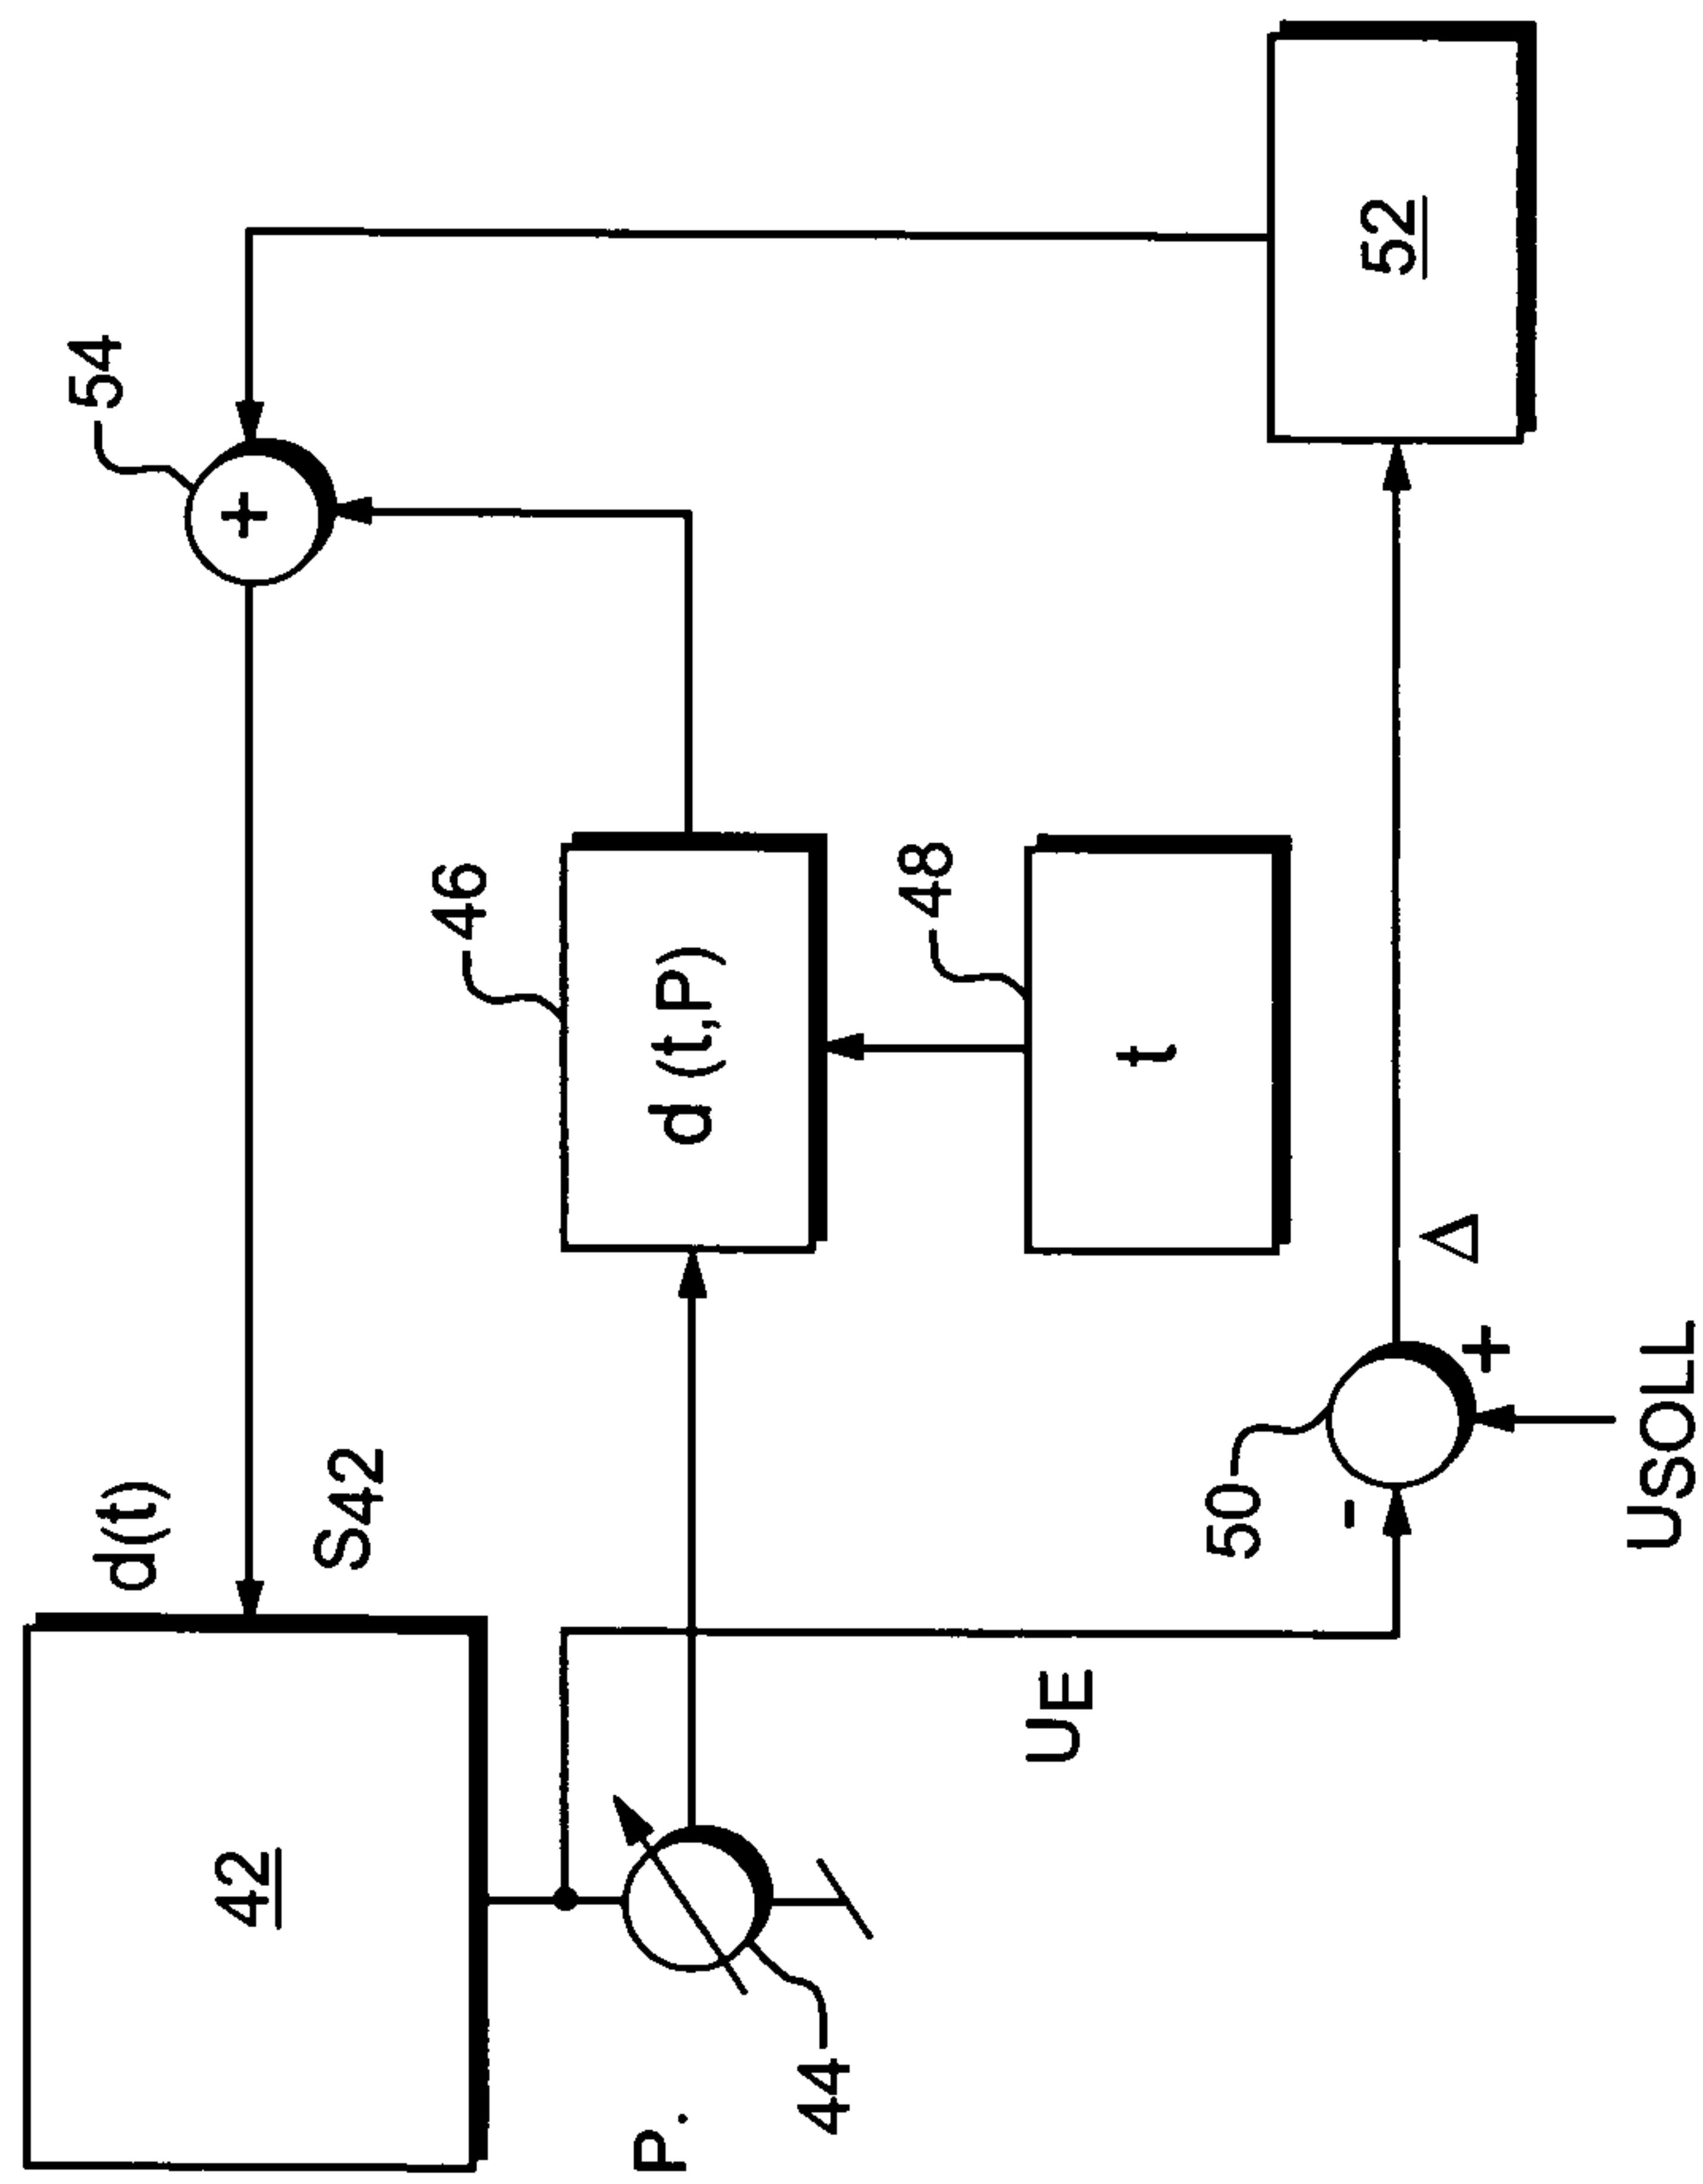 d(t)
S42
54
42
46
d (t,P)
P.
44
48
t
UE
50
-
+
Δ
52
USOLL
+